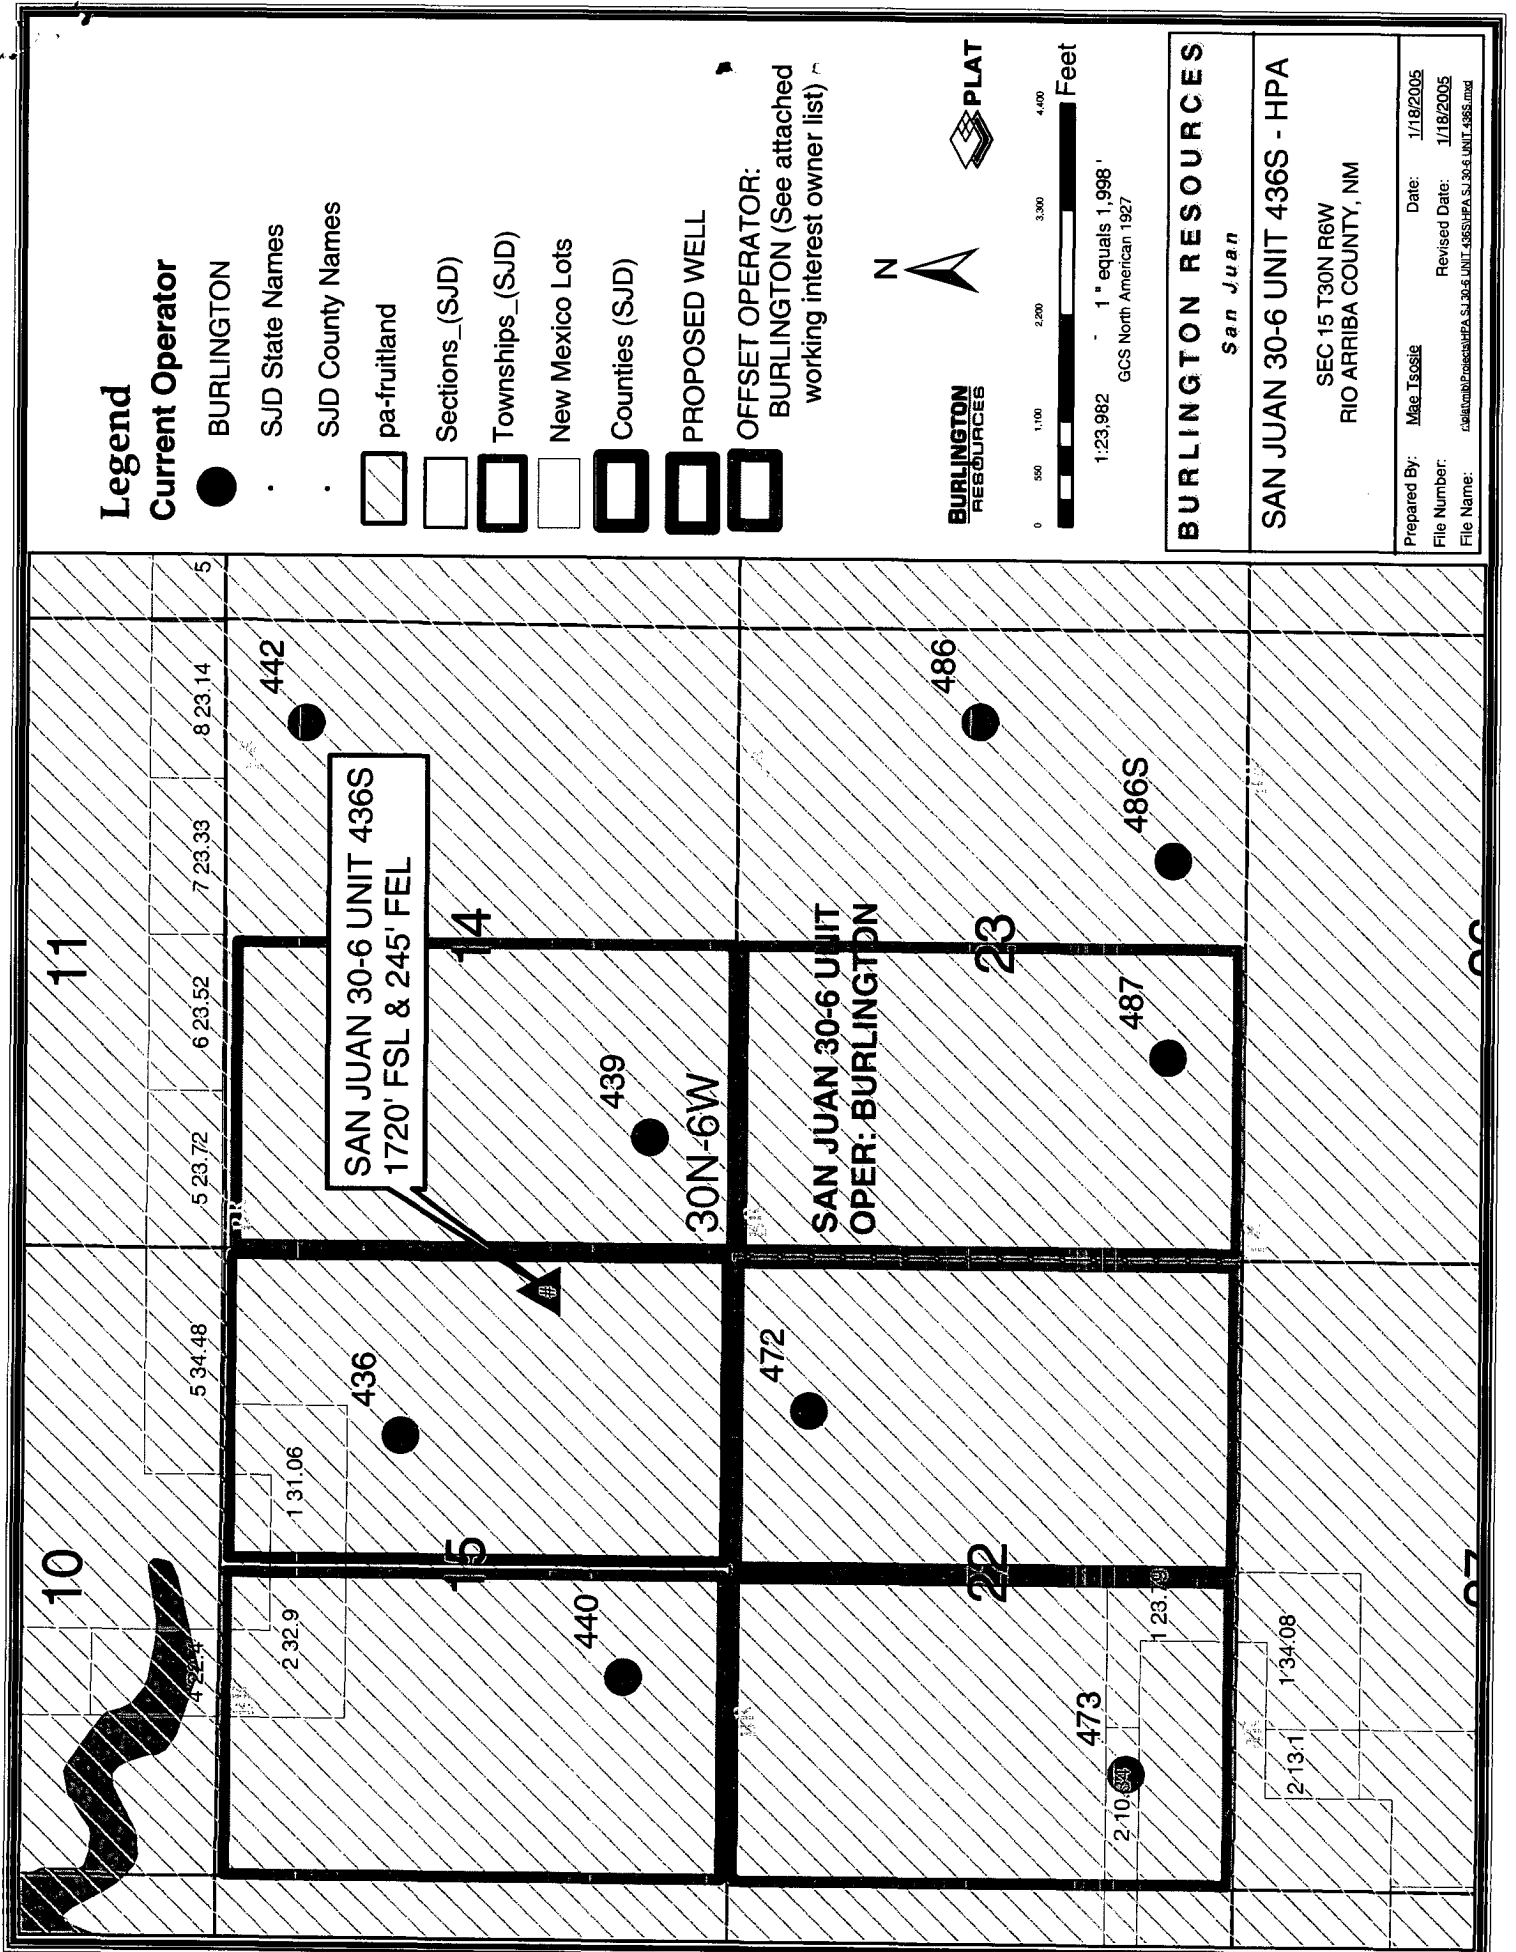 11
10
5
8 23.14
7 23.33
6 23.52
5 23.72
5 34.48
1 31.06
2 32.9
442
SAN JUAN 30-6 UNIT 436S
1720' FSL & 245' FEL
14
439
30N-6W
436
15
440
SAN JUAN 30-6 UNIT
OPER: BURLINGTON
486
486S
23
487
472
22
473
1 34.08
2 13.1
Legend
Current Operator
BURLINGTON
SJD State Names
SJD County Names
pa-fruitland
Sections_(SJD)
Townships_(SJD)
New Mexico Lots
Counties (SJD)
PROPOSED WELL
OFFSET OPERATOR:
BURLINGTON (See attached
working interest owner list)
N
BURLINGTON
RESOURCES
PLAT
0 550 1,100 2,200 3,300 4,400
Feet
1:23,982 - 1 " equals 1,998 '
GCS North American 1927
BURLINGTON RESOURCES
San Juan
SAN JUAN 30-6 UNIT 436S - HPA
SEC 15 T30N R6W
RIO ARRIBA COUNTY, NM
Prepared By: Mae Tsosie Date: 1/18/2005
File Number: Revised Date: 1/18/2005
File Name: